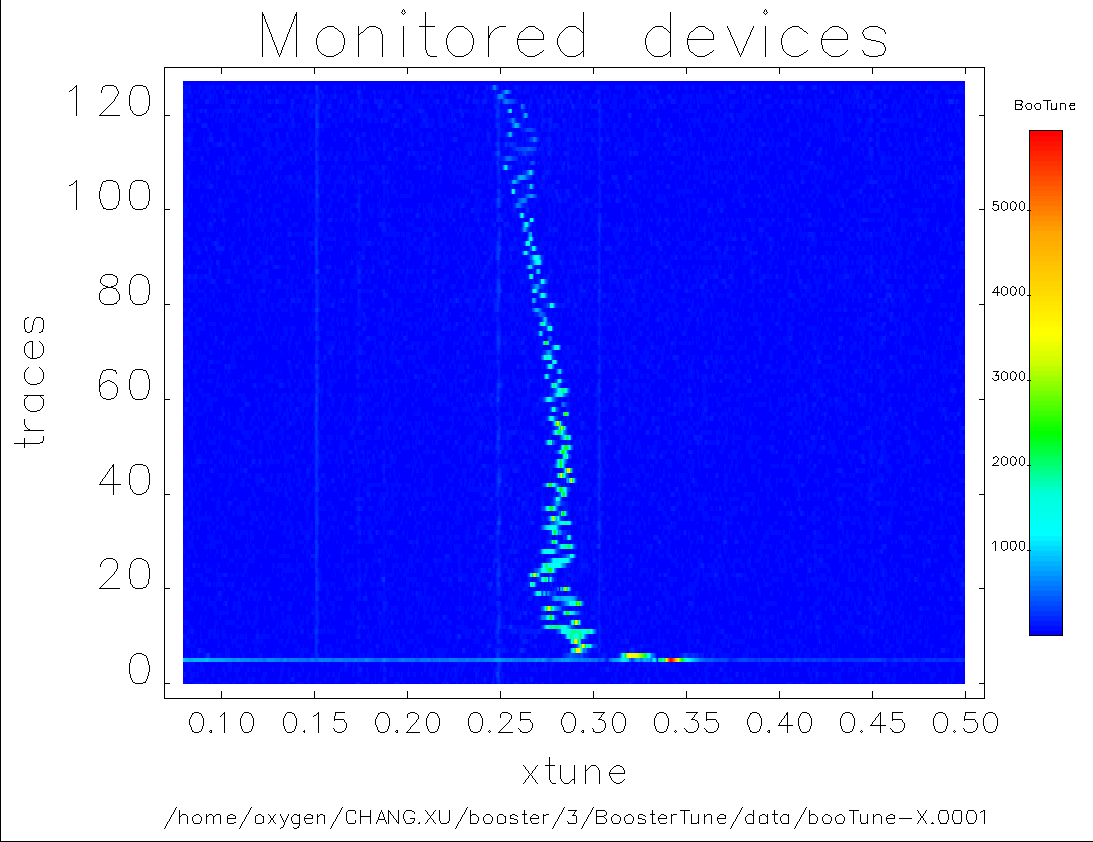 Monitored devices
BooTune
120
100
80
60
40
20
0
traces
5000
4000
3000
2000
1000
0.10 0.15 0.20 0.25 0.30 0.35 0.40 0.45 0.50
xtune
/home/oxygen/CHANG.XU/booster/3/BoosterTune/data/booTune-X.0001